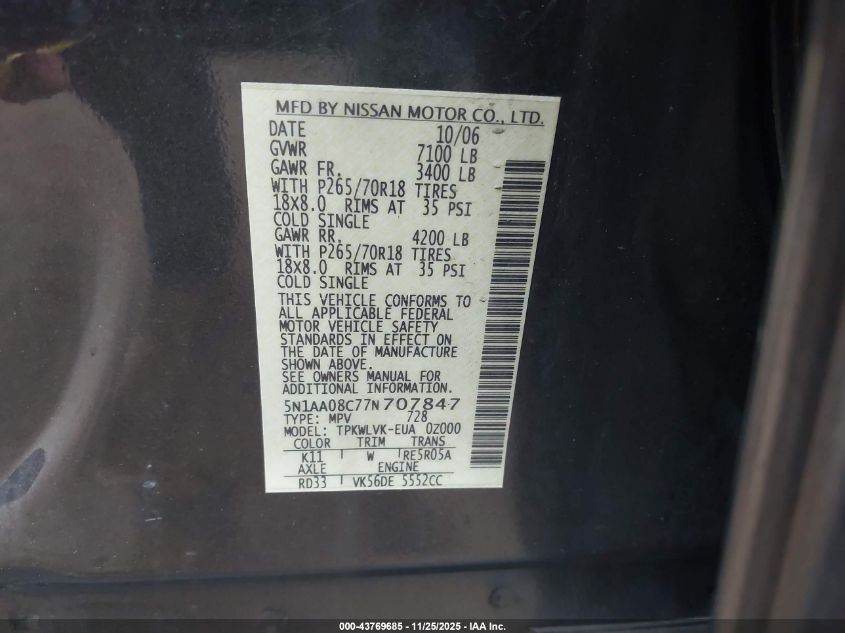 MFD BY NISSAN MOTOR CO., LTD.
DATE 10/06
GVWR 7100 LB
GAWR FR. 3400 LB
WITH P265/70R18 TIRES
18X8.0 RIMS AT 35 PSI
COLD SINGLE
GAWR RR. 4200 LB
WITH P265/70R18 TIRES
18X8.0 RIMS AT 35 PSI
COLD SINGLE
THIS VEHICLE CONFORMS TO
ALL APPLICABLE FEDERAL
MOTOR VEHICLE SAFETY
STANDARDS IN EFFECT ON
THE DATE OF MANUFACTURE
SHOWN ABOVE.
SEE OWNERS MANUAL FOR
ADDITIONAL INFORMATION.
5N1AA08C77N707847
TYPE: MPV 728
MODEL: TPKWLVK-EUA 0Z000
COLOR TRIM TRANS
K11 W RE5R05A
AXLE ENGINE
RD33 VK56DE 5552CC
000-43769685 - 11/25/2025 - IAA Inc.